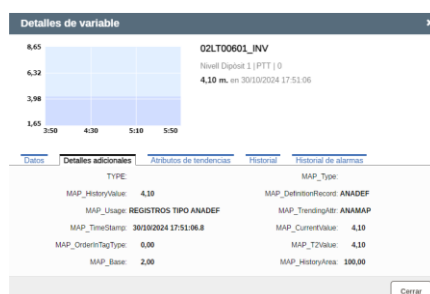 Detalles de variable
8,65
6,32
3,98
1,65
3:50 4:30 5:10 5:50
02LT00601_INV
Nivell Dipòsit 1 | PTT | 0
4,10 m. en 30/10/2024 17:51:06
Datos Detalles adicionales Atributos de tendencias Historial Historial de alarmas
TYPE: MAP_Type:
MAP_HistoryValue: 4,10 MAP_DefinitionRecord: ANADEF
MAP_Usage: REGISTROS TIPO ANADEF MAP_TrendingAttr: ANAMAP
MAP_TimeStamp: 30/10/2024 17:51:06.8 MAP_CurrentValue: 4,10
MAP_OrderInTagType: 0,00 MAP_T2Value: 4,10
MAP_Base: 2,00 MAP_HistoryArea: 100,00
Cerrar